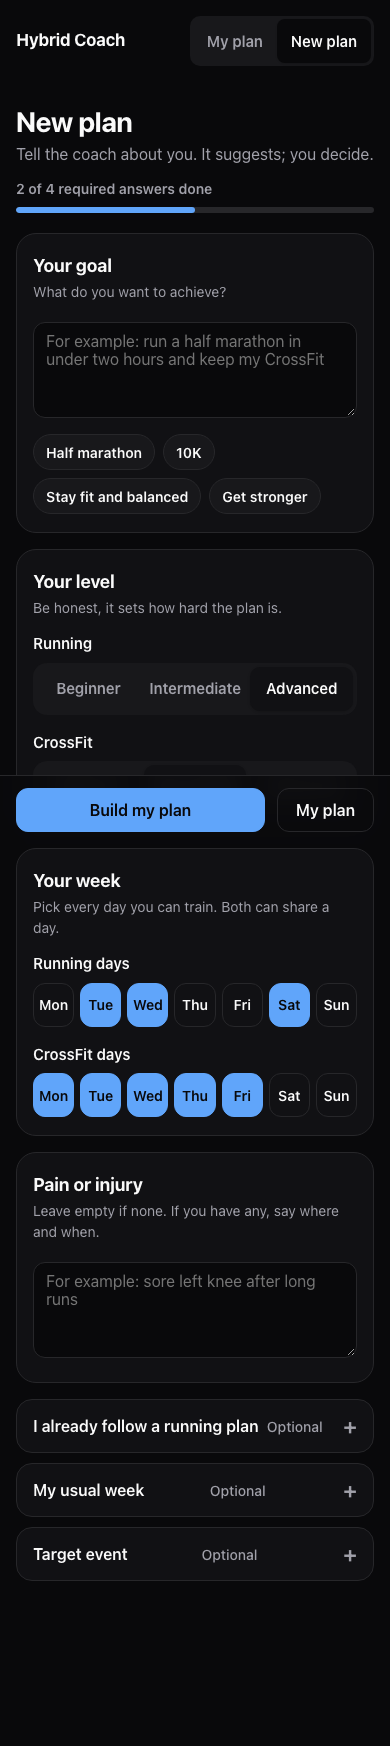 Hybrid Coach
My plan
New plan
New plan
Tell the coach about you. It suggests; you decide.
2 of 4 required answers done
Your goal
What do you want to achieve?
For example: run a half marathon in
under two hours and keep my CrossFit
Half marathon
10K
Stay fit and balanced
Get stronger
Your level
Be honest, it sets how hard the plan is.
Running
Beginner
Intermediate
Advanced
CrossFit
Build my plan
My plan
Your week
Pick every day you can train. Both can share a
day.
Running days
Mon
Tue
Wed
Thu
Fri
Sat
Sun
CrossFit days
Mon
Tue
Wed
Thu
Fri
Sat
Sun
Pain or injury
Leave empty if none. If you have any, say where
and when.
For example: sore left knee after long
runs
I already follow a running plan
Optional
+
My usual week
Optional
+
Target event
Optional
+